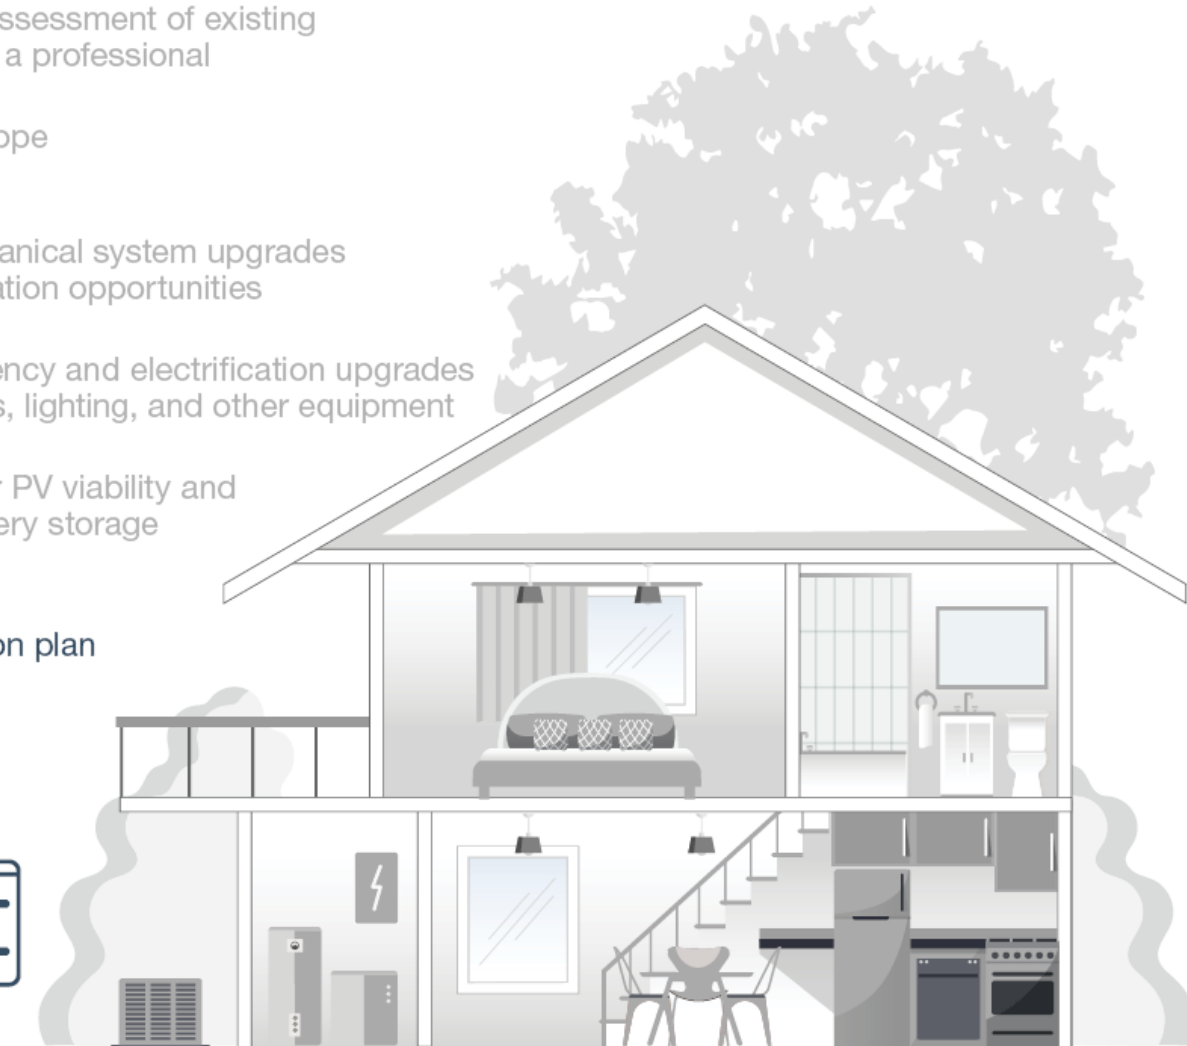 ssessment of existing
a professional
ope
anical system upgrades
ation opportunities
ency and electrification upgrades
s, lighting, and other equipment
r PV viability and
ery storage
on plan